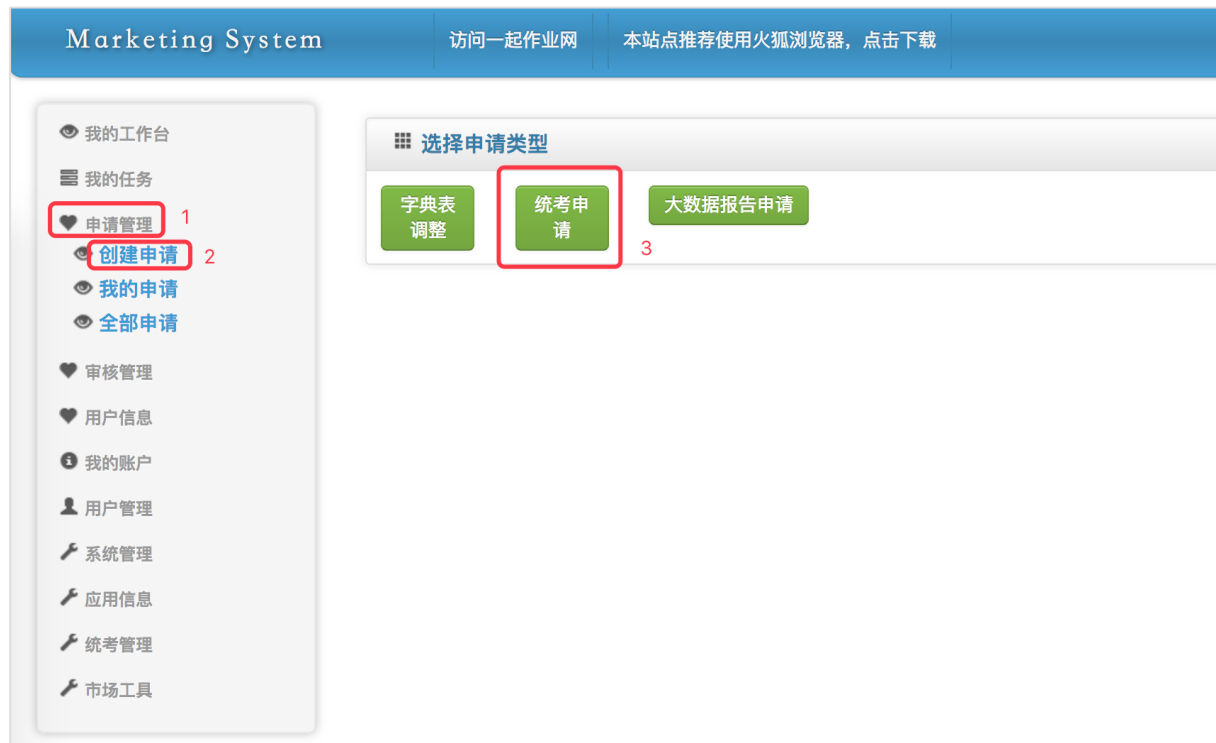 Marketing System
访问一起作业网
本站点推荐使用火狐浏览器，点击下载
我的工作台
我的任务
申请管理
1
创建申请
2
我的申请
全部申请
审核管理
用户信息
我的账户
用户管理
系统管理
应用信息
统考管理
市场工具
选择申请类型
字典表
调整
统考申
请
3
大数据报告申请